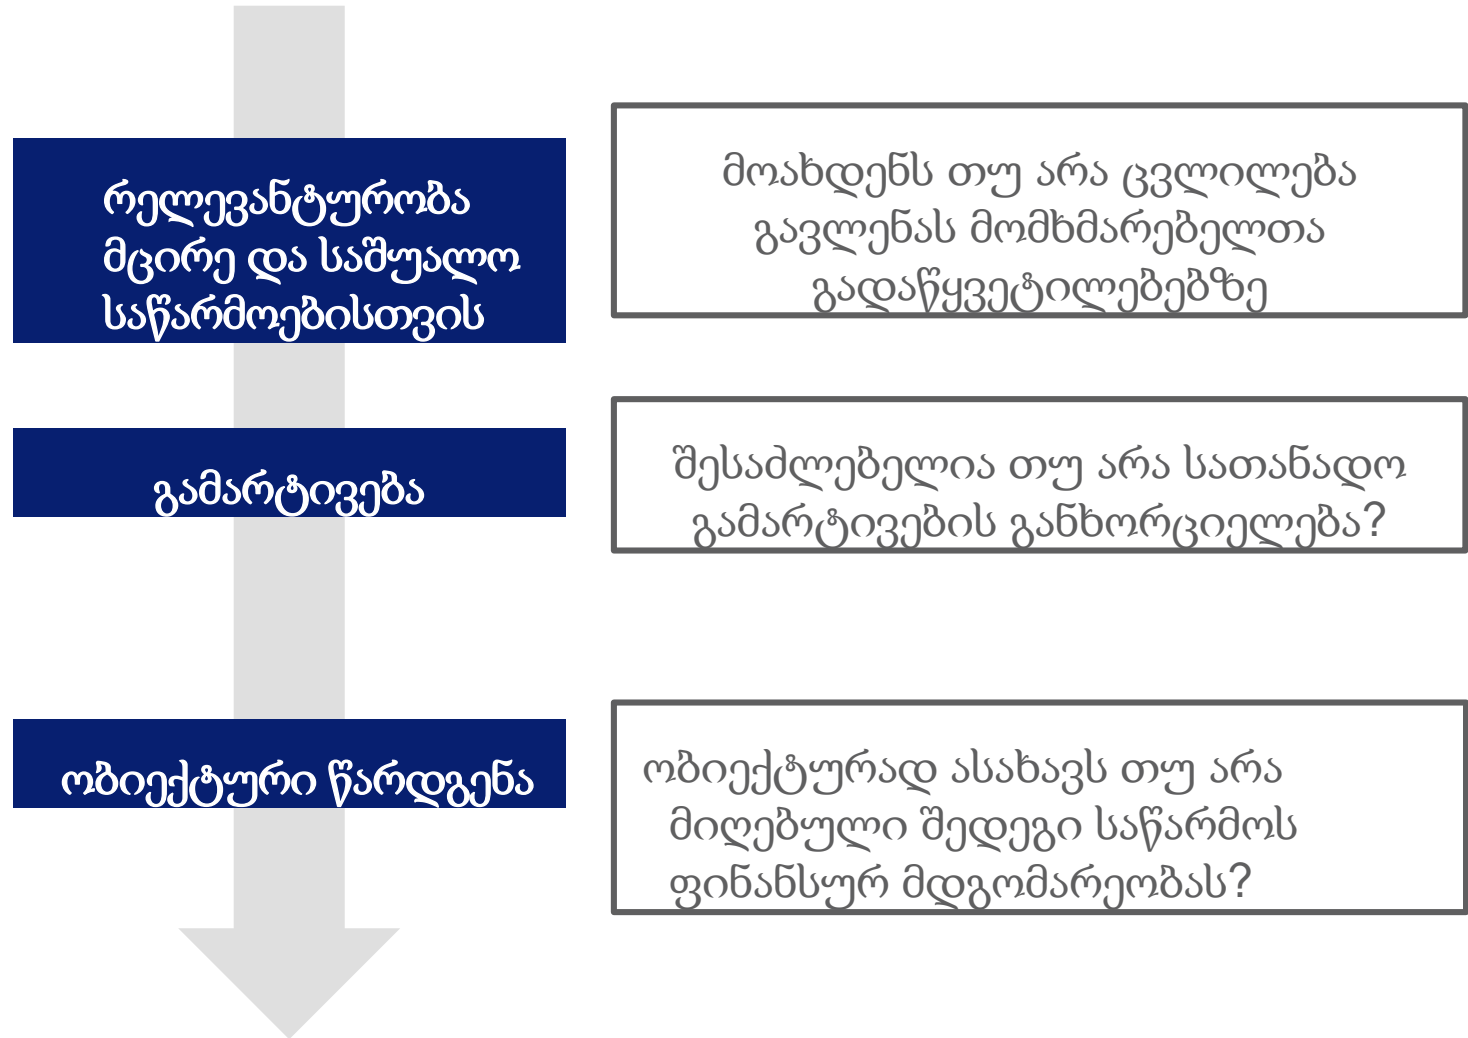 რელევანტურობა
მცირე და საშუალო
საწარმოებისთვის
მოახდენს თუ არა ცვლილება
გავლენას მომხმარებელთა
გადაწყვეტილებებზე
გამარტივება
შესაძლებელია თუ არა სათანადო
გამარტივების განხორციელება?
ობიექტური წარდგენა
ობიექტურად ასახავს თუ არა
მიღებული შედეგი საწარმოს
ფინანსურ მდგომარეობას?